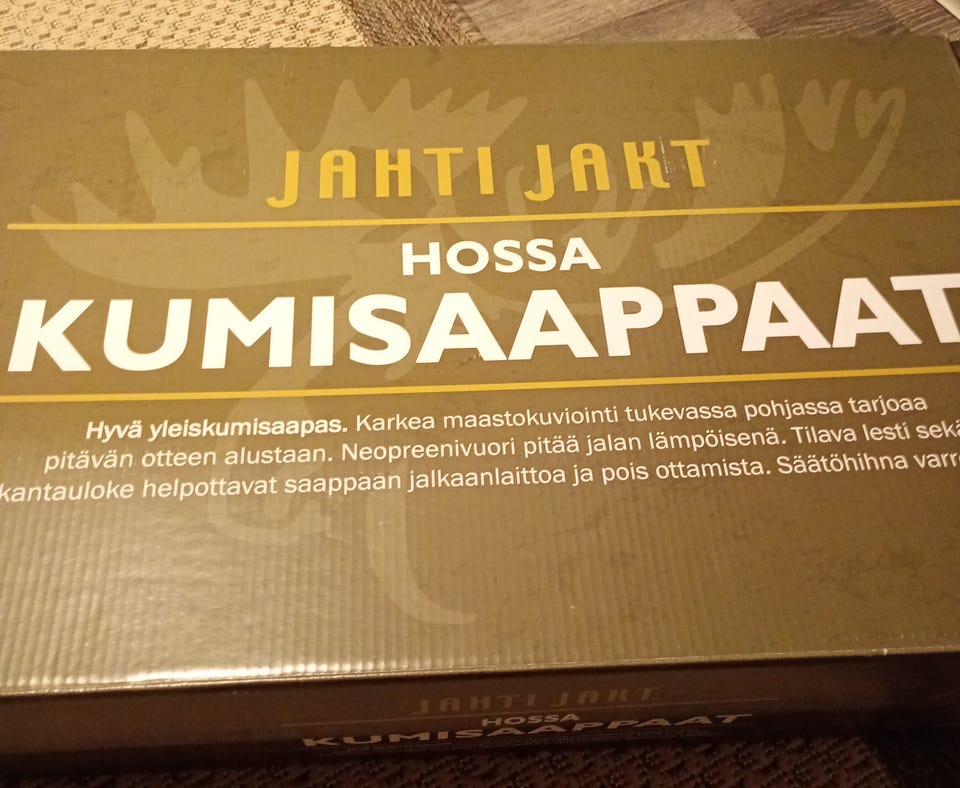 JAHTI JAKT
HOSSA
KUMISAAPPAAT
Hyvä yleiskumisaapas. Karkea maastokuviointi tukevassa pohjassa tarjoaa
pitävän otteen alustaan. Neopreenivuori pitää jalan lämpöisenä. Tilava lesti sekä
kantauloke helpottavat saappaan jalkaanlaittoa ja pois ottamista. Säätöhihna varre
JAHTI JAKT
HOSSA
KUMISAAPPAAT